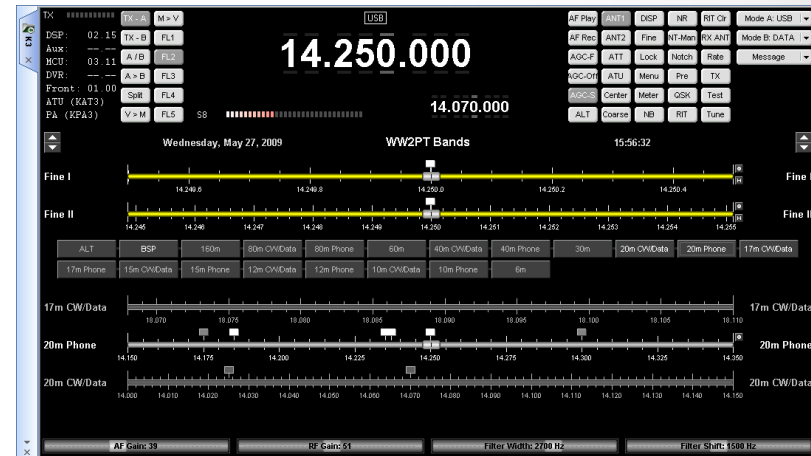 K3
TX TX - A M > V USB AF Play ANT1 DISP NR RIT Clr Mode A: USB
DSP: 02.15 TX - B FL1 14.250.000 AF Rec ANT2 Fine NT-Man RX ANT Mode B: DATA
Aux: --.-- A / B FL2 AGC-F ATT Lock Notch Rate Message
MCU: 03.11
DVR: --.-- A > B FL3 AGC-Off ATU Menu Pre TX
Front: 01.00 Split FL4 14.070.000 AGC-S Center Meter QSK Test
ATU (KAT3)
PA (KPA3) V > M FL5 S8 ALT Coarse NB RIT Tune
Wednesday, May 27, 2009 WW2PT Bands 15:56:32
Fine I Fine I
14.249.6 14.249.8 14.250.0 14.250.2 14.250.4
Fine II Fine II
14.245 14.246 14.247 14.248 14.249 14.250 14.251 14.252 14.253 14.254 14.255
ALT BSP 160m 80m CW/Data 80m Phone 60m 40m CW/Data 40m Phone 30m 20m CW/Data 20m Phone 17m CW/Data
17m Phone 15m CW/Data 15m Phone 12m CW/Data 12m Phone 10m CW/Data 10m Phone 6m
17m CW/Data 17m CW/Data
18.070 18.075 18.080 18.085 18.090 18.095 18.100 18.105 18.110
20m Phone 20m Phone
14.150 14.175 14.200 14.225 14.250 14.275 14.300 14.325 14.350
20m CW/Data 20m CW/Data
14.000 14.010 14.020 14.030 14.040 14.050 14.060 14.070 14.080 14.090 14.100 14.110 14.120 14.130 14.140 14.150
AF Gain: 39 RF Gain: 51 Filter Width: 2700 Hz Filter Shift: 1500 Hz